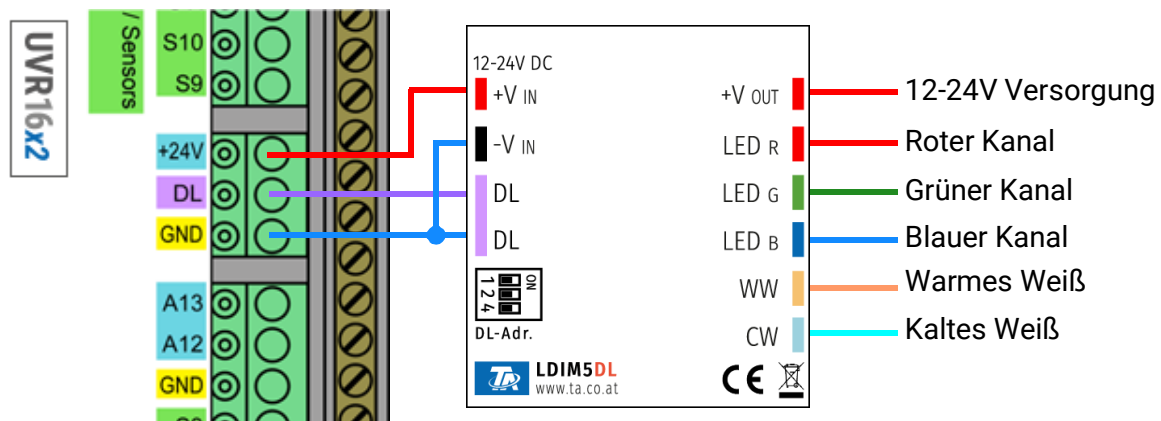 UVR16x2
/ Sensors
S10
S9
+24V
DL
GND
A13
A12
GND
12-24V DC
+V IN
-V IN
DL
DL
1 2 4
ON
DL-Adr.
+V OUT
LED R
LED G
LED B
WW
CW
TA
LDIM5DL
www.ta.co.at
CE
12-24V Versorgung
Roter Kanal
Grüner Kanal
Blauer Kanal
Warmes Weiß
Kaltes Weiß